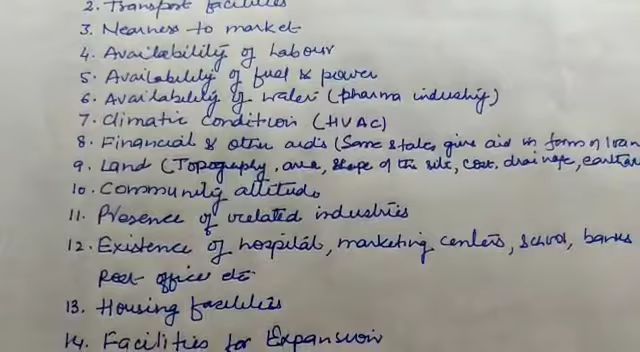 2. Transport facilities
3. Nearness to market
4. Availability of Labour
5. Availability of fuel & power
6. Availability of water (pharma industry)
7. Climatic condition (HVAC)
8. Financial & other aids (Some states give aid in form of loan
9. Land (Topography, area, shape of the site, cost, drainage,
10. Community attitude
11. Presence of related industries
12. Existence of hospital, marketing centers, school, banks
Post office etc
13. Housing facilities
14. Facilities for Expansion